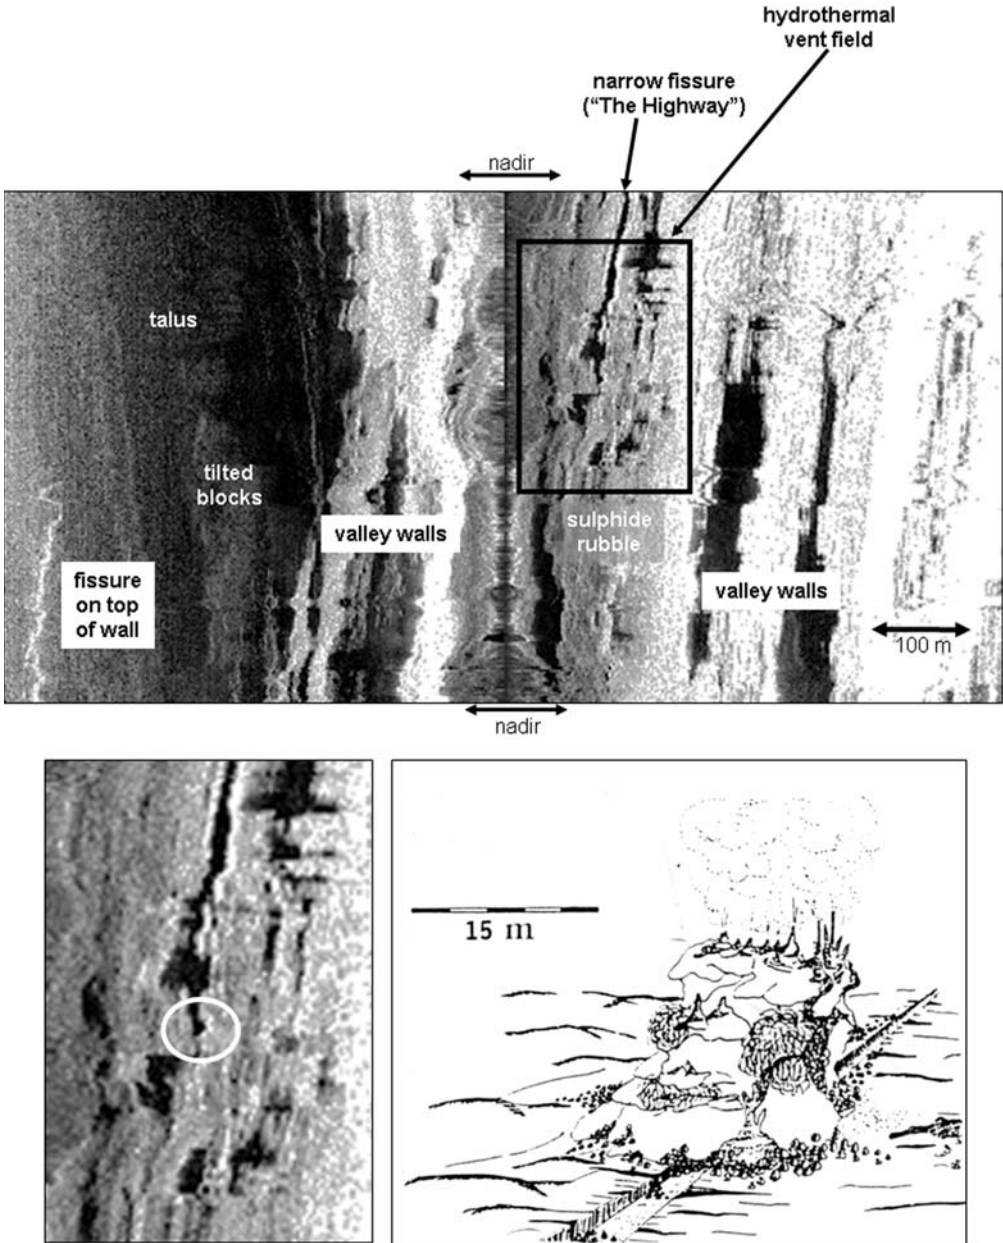 hydrothermal
vent field
narrow fissure
(“The Highway”)
nadir
talus
tilted
blocks
valley walls
sulphide
rubble
fissure
on top
of wall
valley walls
100 m
nadir
15 m